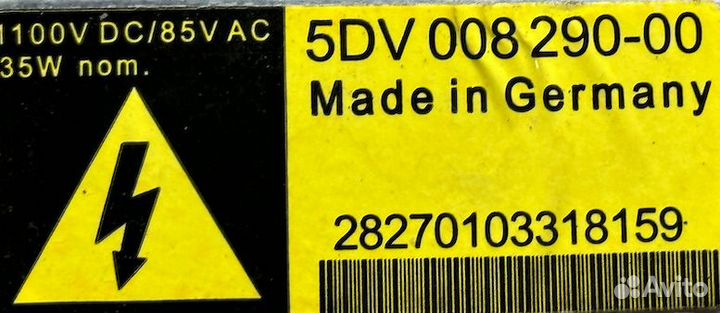 1100V DC/85V AC
35W nom.
5DV 008 290-00
Made in Germany
28270103318159
Avito